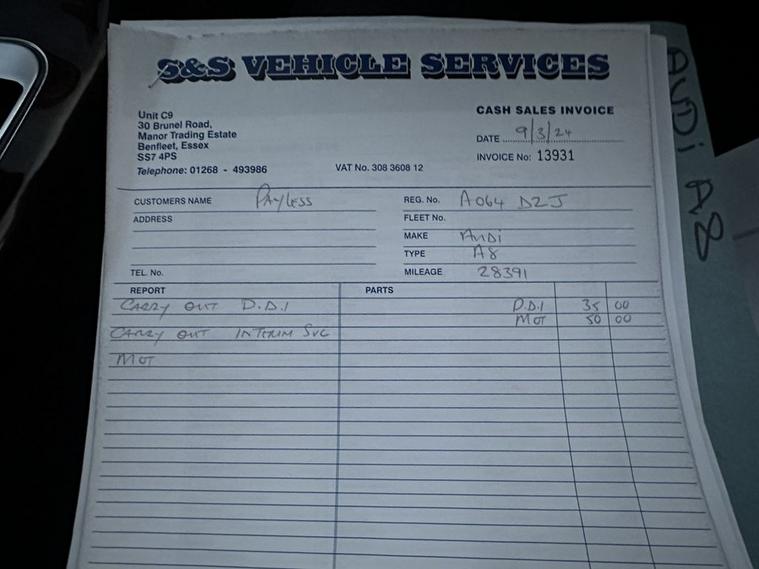 S&S VEHICLE SERVICES
Unit C9
30 Brunel Road,
Manor Trading Estate
Benfleet, Essex
SS7 4PS
Telephone: 01268 - 493986
VAT No. 308 3608 12
CASH SALES INVOICE
DATE 9/3/24
INVOICE No: 13931
CUSTOMERS NAME PAYLESS
ADDRESS
TEL. No.
REG. No. AO64 DZJ
FLEET No.
MAKE AUDi
TYPE A8
MILEAGE 28391
REPORT PARTS
CARRY OUT D.D.I D.D.I 35 00
MOT 50 00
CARRY OUT INTERIM SVC
MOT
AUDi A8